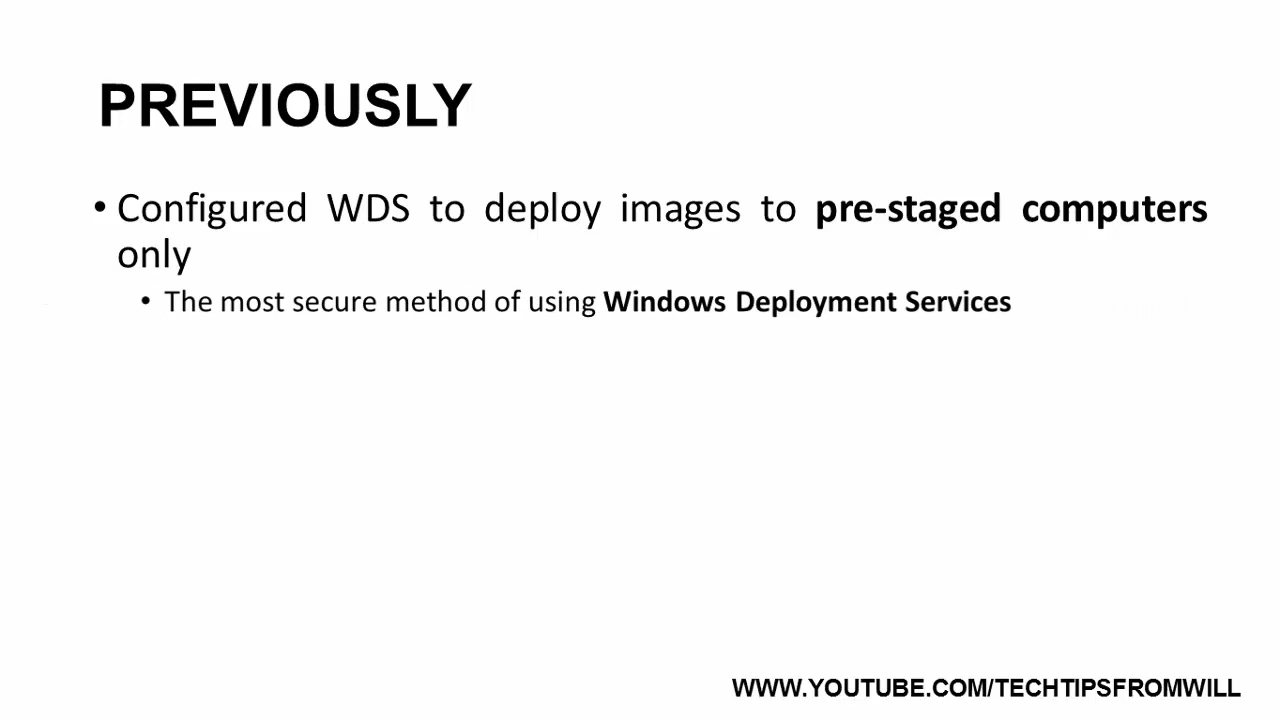 PREVIOUSLY
• Configured WDS to deploy images to pre-staged computers
only
• The most secure method of using Windows Deployment Services
WWW.YOUTUBE.COM/TECHTIPSFROMWILL